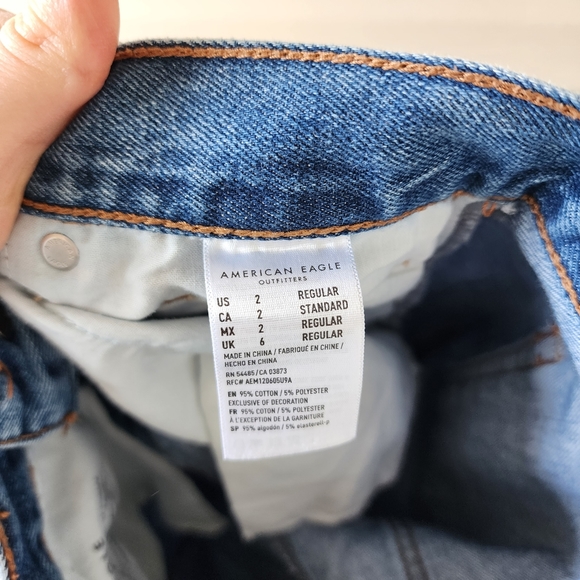 AMERICAN EAGLE
OUTFITTERS
US 2 REGULAR
CA 2 STANDARD
MX 2 REGULAR
UK 6 REGULAR
MADE IN CHINA / FABRIQUÉ EN CHINE /
HECHO EN CHINA
RN 54485/CA 03873
RFC# AEM120605U9A
EN 95% COTTON / 5% POLYESTER
EXCLUSIVE OF DECORATION
FR 95% COTTON / 5% POLYESTER
À L'EXCEPTION DE LA GARNITURE
SP 95% algodón / 5%